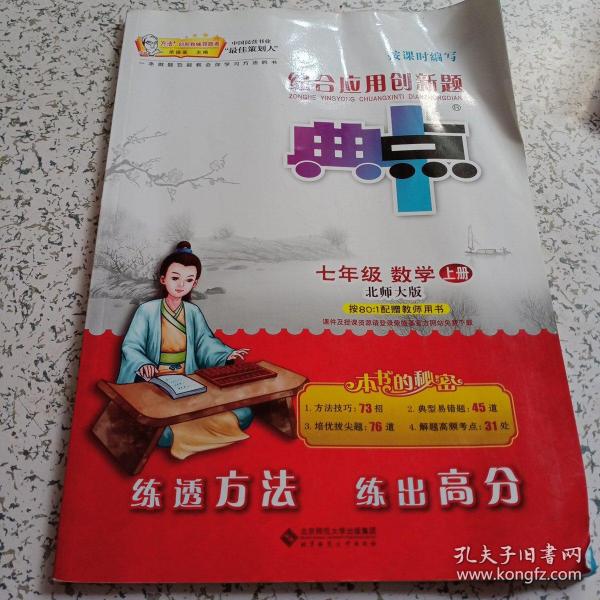 中国民营书业
"最佳策划人"
主编
按课时编写
综合应用创新题
ZONGHE YINGYONG CHUANGXINTI DIANZHONGDIAN
®
典中点
七年级 数学 上册
北师大版
按80:1配赠教师用书
本书的秘密
1. 方法技巧: 73 招
2. 典型易错题: 45 道
3. 培优拔尖题: 76 道
4. 解题高频考点: 31 处
练透方法 练出高分
北京师范大学出版集团
孔夫子旧书网
www.kongfz.com